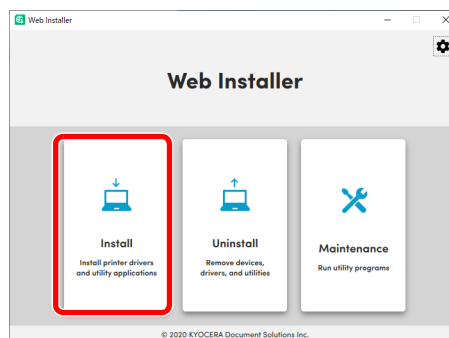 Web Installer
Web Installer
Install
Install printer drivers
and utility applications
Uninstall
Remove devices,
drivers, and utilities
Maintenance
Run utility programs
© 2020 KYOCERA Document Solutions Inc.